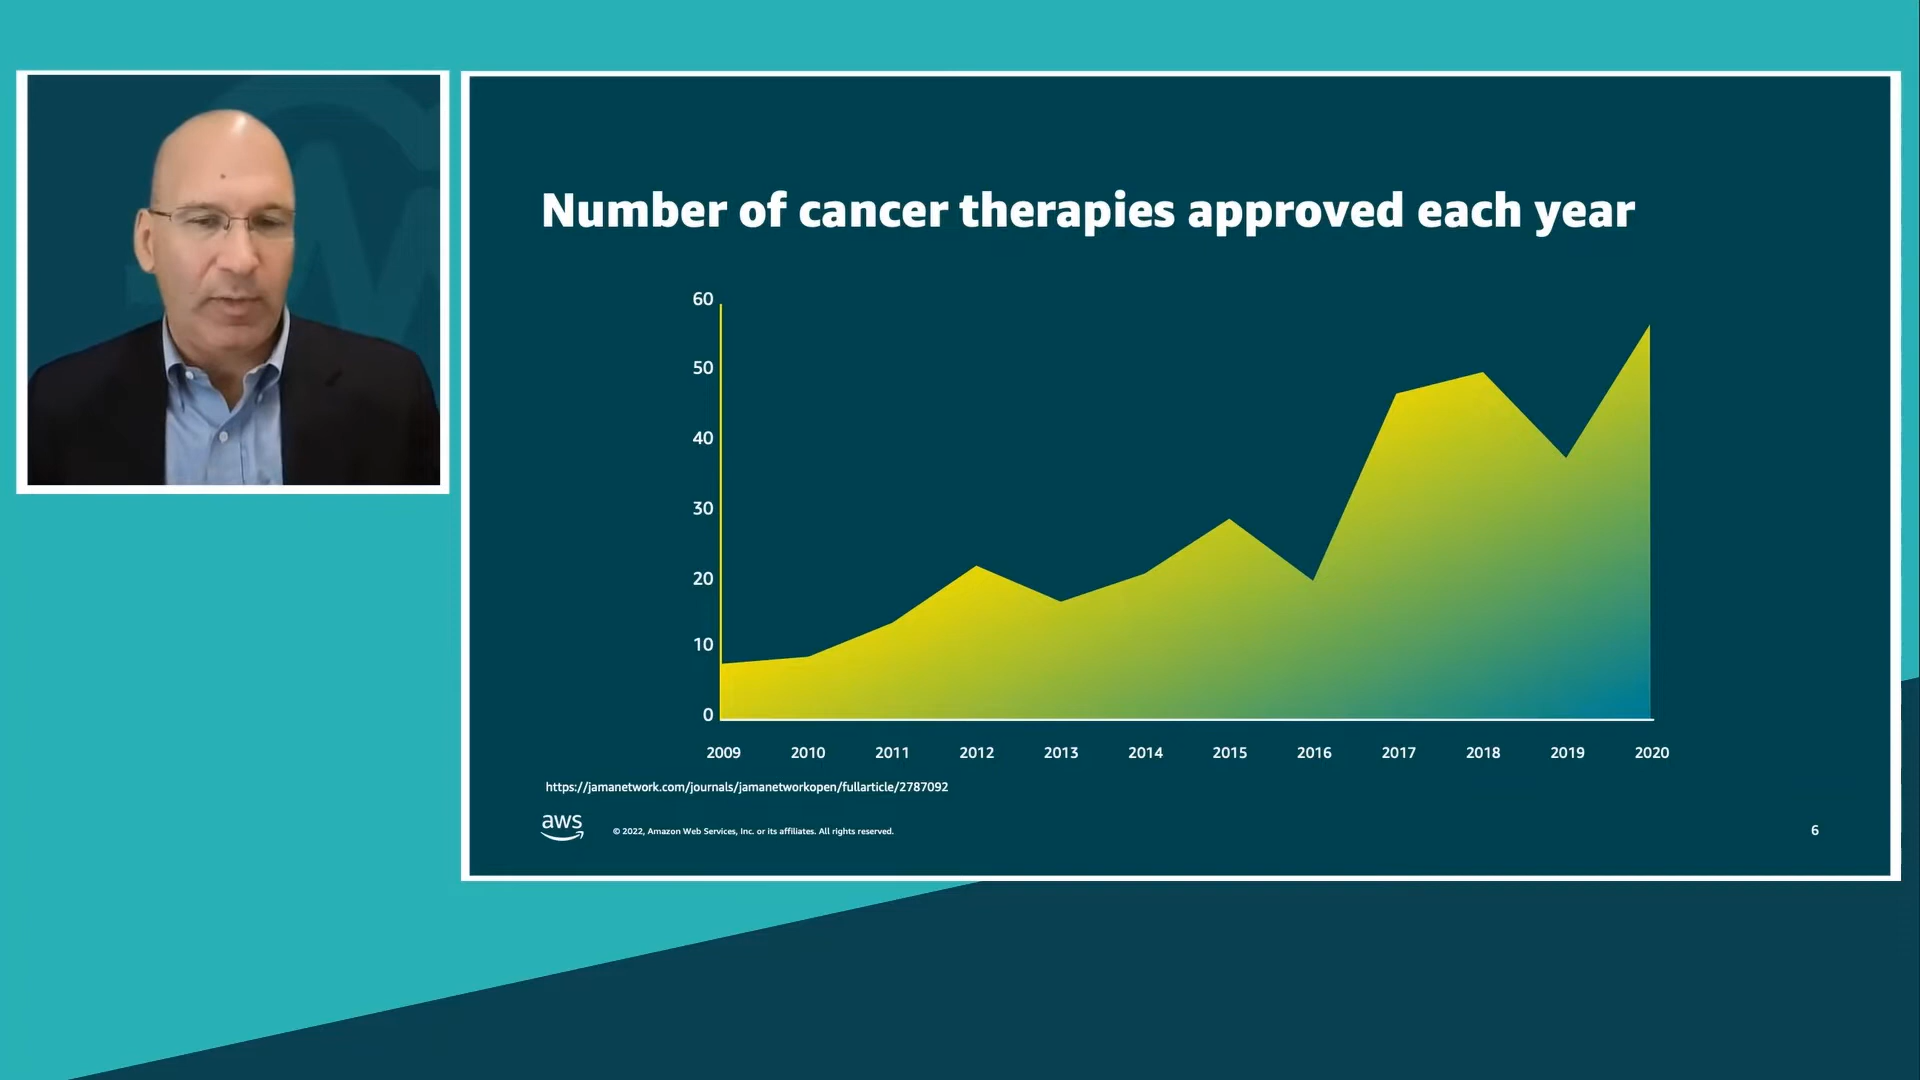 Number of cancer therapies approved each year
60
50
40
30
20
10
0
2009 2010 2011 2012 2013 2014 2015 2016 2017 2018 2019 2020
https://jamanetwork.com/journals/jamanetworkopen/fullarticle/2787092
aws
© 2022, Amazon Web Services, Inc. or its affiliates. All rights reserved.
6